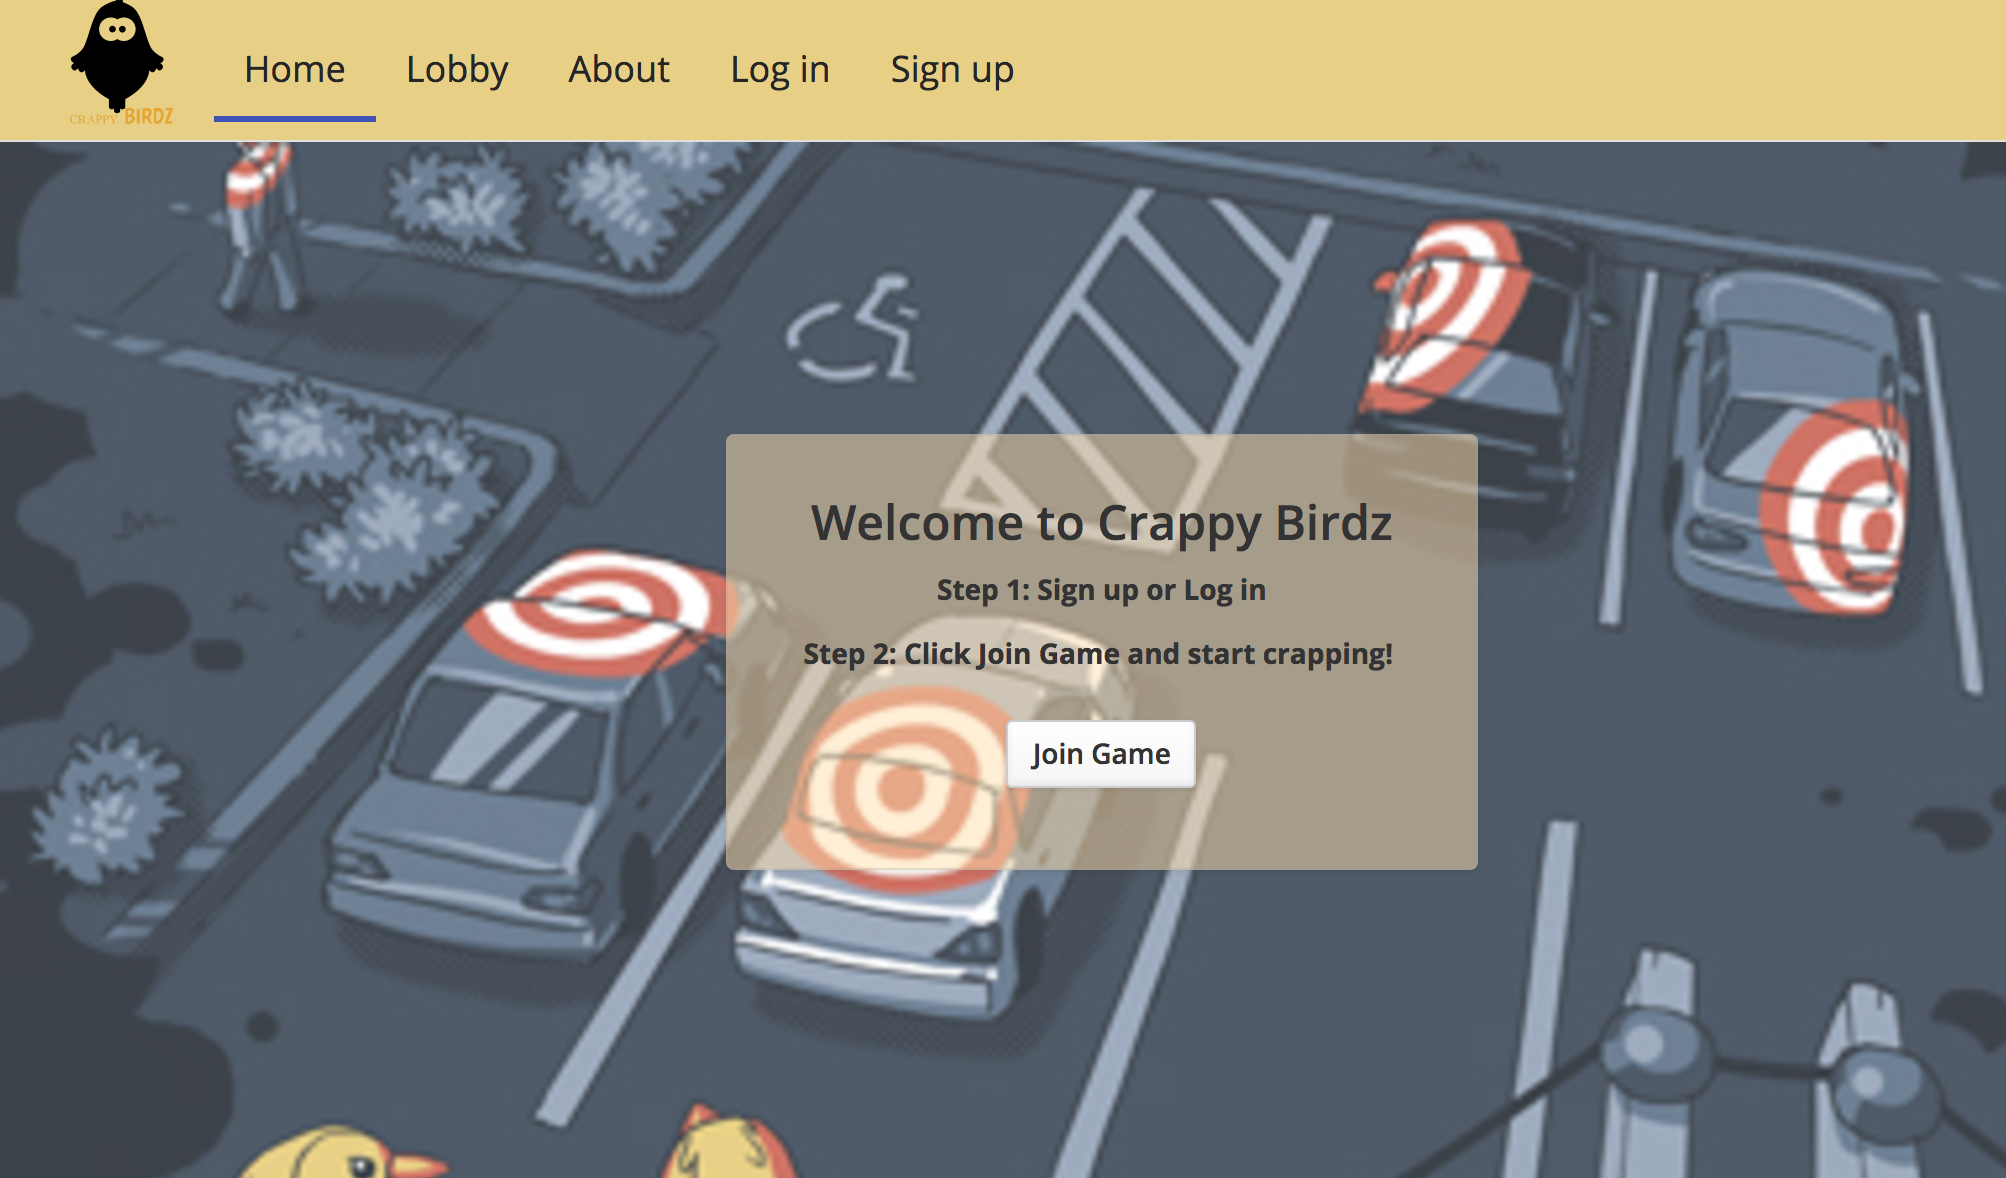 Home Lobby About Log in Sign up
CRAPPY BIRDZ
Welcome to Crappy Birdz
Step 1: Sign up or Log in
Step 2: Click Join Game and start crapping!
Join Game